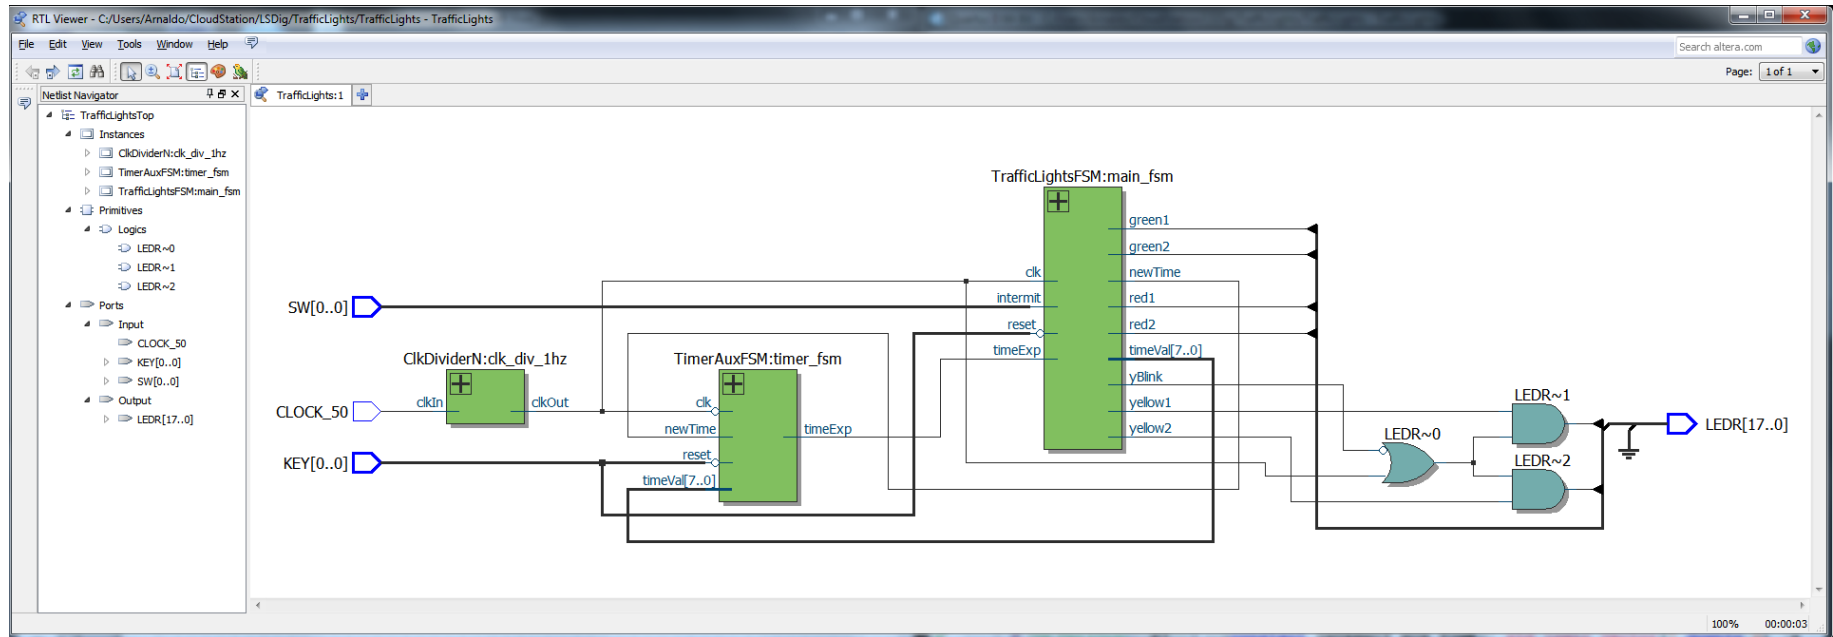 RTL Viewer - C:/Users/Arnaldo/CloudStation/LSDig/TrafficLights/TrafficLights - TrafficLights
File Edit View Tools Window Help
Search altera.com
Page: 1 of 1
Netlist Navigator
TrafficLights:1
TrafficLightsTop
Instances
ClkDividerN:clk_div_1hz
TimerAuxFSM:timer_fsm
TrafficLightsFSM:main_fsm
Primitives
Logics
LEDR~0
LEDR~1
LEDR~2
Ports
Input
CLOCK_50
KEY[0..0]
SW[0..0]
Output
LEDR[17..0]
SW[0..0]
CLOCK_50
KEY[0..0]
ClkDividerN:clk_div_1hz
clkIn
clkOut
TimerAuxFSM:timer_fsm
clk
newTime
reset
timeVal[7..0]
timeExp
TrafficLightsFSM:main_fsm
clk
intermit
reset
timeExp
green1
green2
newTime
red1
red2
timeVal[7..0]
yBlink
yellow1
yellow2
LEDR~0
LEDR~1
LEDR~2
LEDR[17..0]
100% 00:00:03